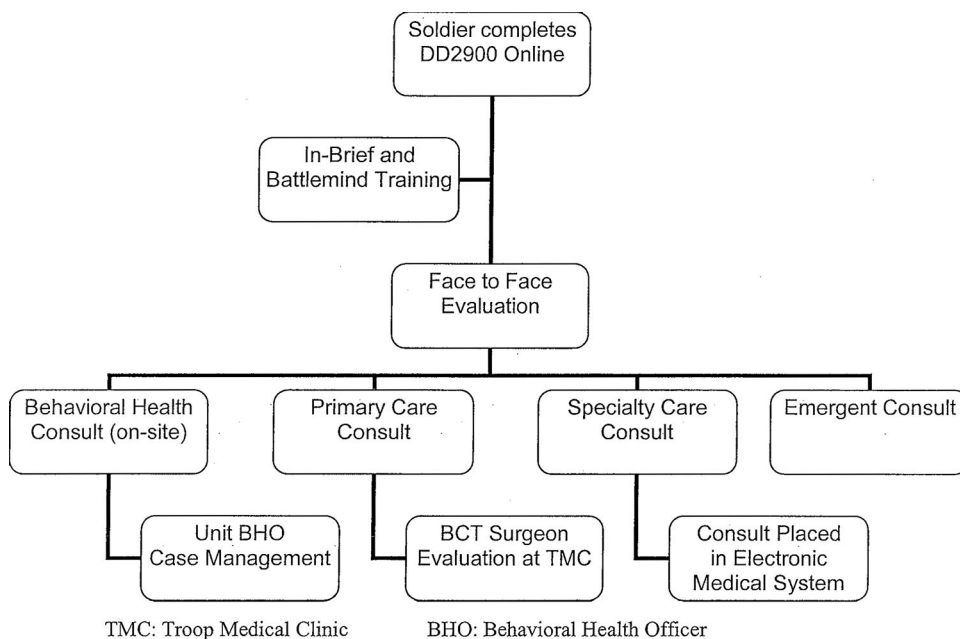 Soldier completes
DD2900 Online
In-Brief and
Battlemind Training
Face to Face
Evaluation
Behavioral Health
Consult (on-site)
Primary Care
Consult
Specialty Care
Consult
Emergent Consult
Unit BHO
Case Management
BCT Surgeon
Evaluation at TMC
Consult Placed
in Electronic
Medical System
TMC: Troop Medical Clinic BHO: Behavioral Health Officer